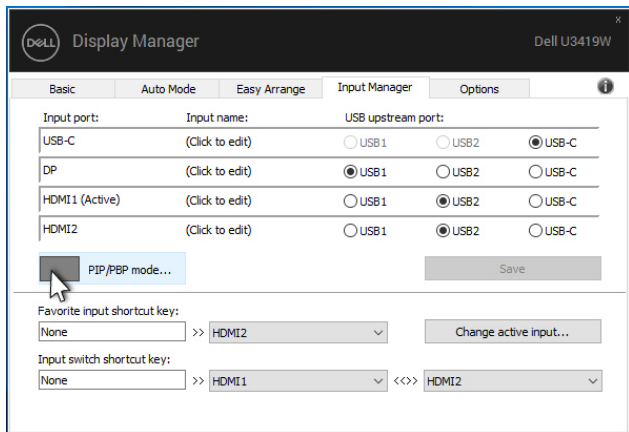 x
DELL Display Manager Dell U3419W
Basic Auto Mode Easy Arrange Input Manager Options i
Input port: Input name: USB upstream port:
USB-C (Click to edit) USB1 USB2 USB-C
DP (Click to edit) USB1 USB2 USB-C
HDMI1 (Active) (Click to edit) USB1 USB2 USB-C
HDMI2 (Click to edit) USB1 USB2 USB-C
PIP/PBP mode... Save
Favorite input shortcut key:
None >> HDMI2 Change active input...
Input switch shortcut key:
None >> HDMI1 <<>> HDMI2